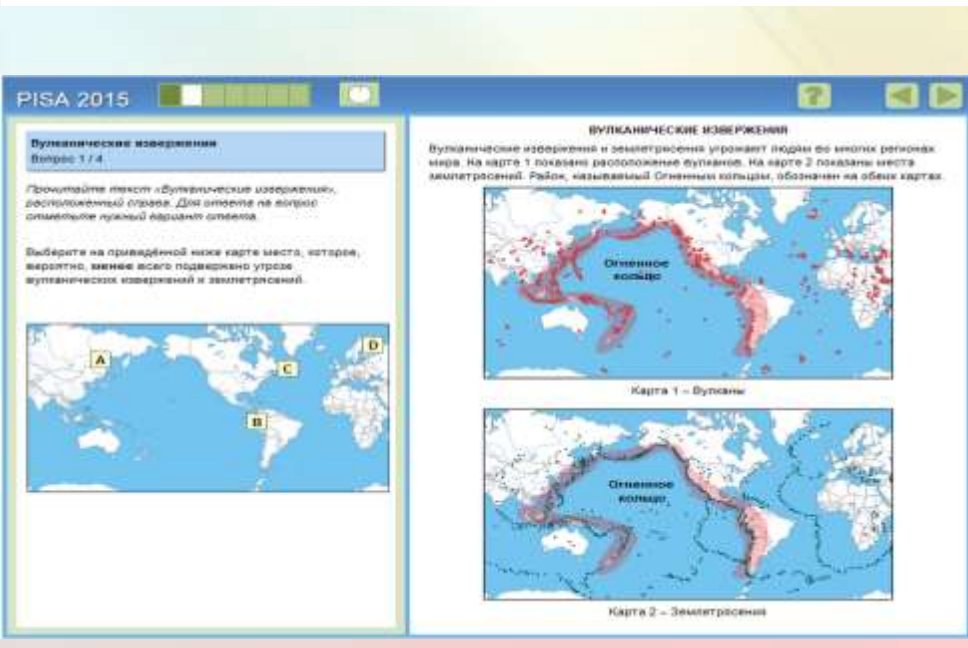 PISA 2015
?
Вулканические извержения
Вопрос 1 / 4
Прочитайте текст «Вулканические извержения»,
расположенный справа. Для ответа на вопрос
отметьте нужный вариант ответа.
Выберите на приведённой ниже карте место, которое,
вероятно, менее всего подвержено угрозе
вулканических извержений и землетрясений.
A
B
C
D
ВУЛКАНИЧЕСКИЕ ИЗВЕРЖЕНИЯ
Вулканические извержения и землетрясения угрожают людям во многих регионах
мира. На карте 1 показано расположение вулканов. На карте 2 показаны места
землетрясений. Район, называемый Огненным кольцом, обозначен на обеих картах.
Огненное
кольцо
Карта 1 – Вулканы
Огненное
кольцо
Карта 2 – Землетрясения